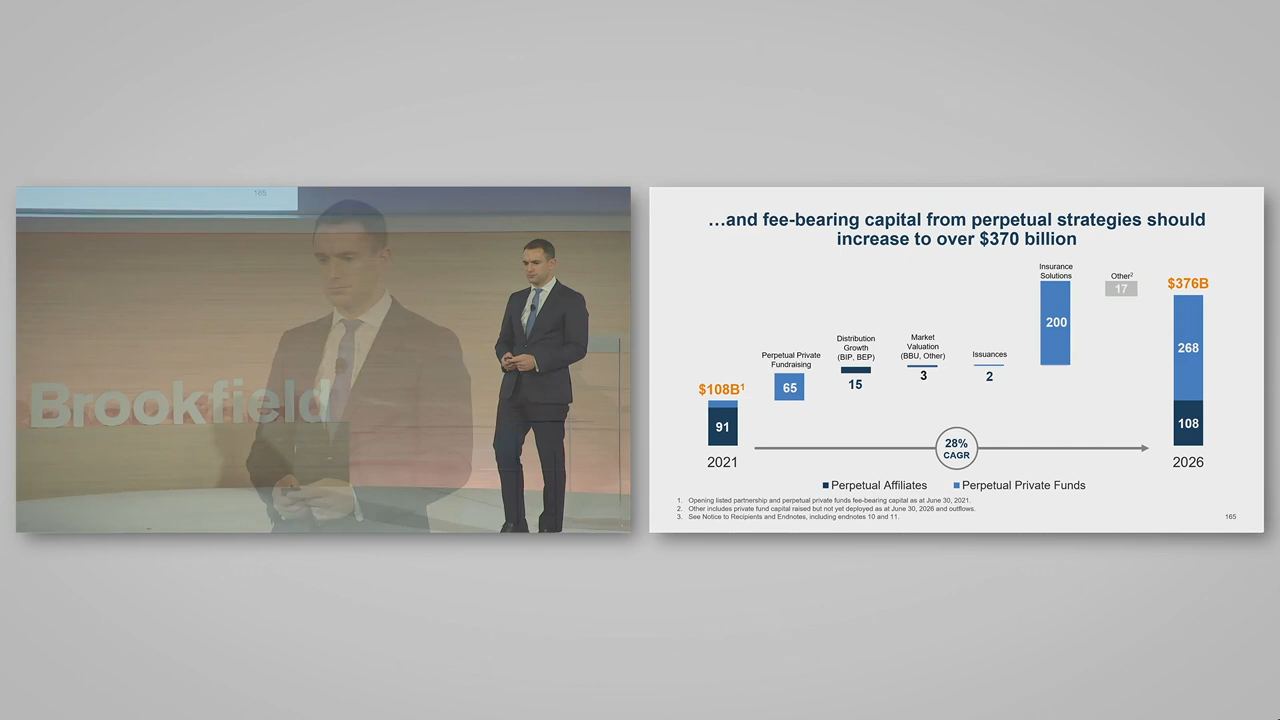 165
Brookfield
…and fee-bearing capital from perpetual strategies should
increase to over $370 billion
Insurance
Solutions
Other²
17
$376B
200
268
Distribution
Growth
(BIP, BEP)
15
Market
Valuation
(BBU, Other)
3
Issuances
2
Perpetual Private
Fundraising
65
$108B¹
91
108
28%
CAGR
2021
2026
Perpetual Affiliates
Perpetual Private Funds
1. Opening listed partnership and perpetual private funds fee-bearing capital as at June 30, 2021.
2. Other includes private fund capital raised but not yet deployed as at June 30, 2026 and outflows.
3. See Notice to Recipients and Endnotes, including endnotes 10 and 11.
165